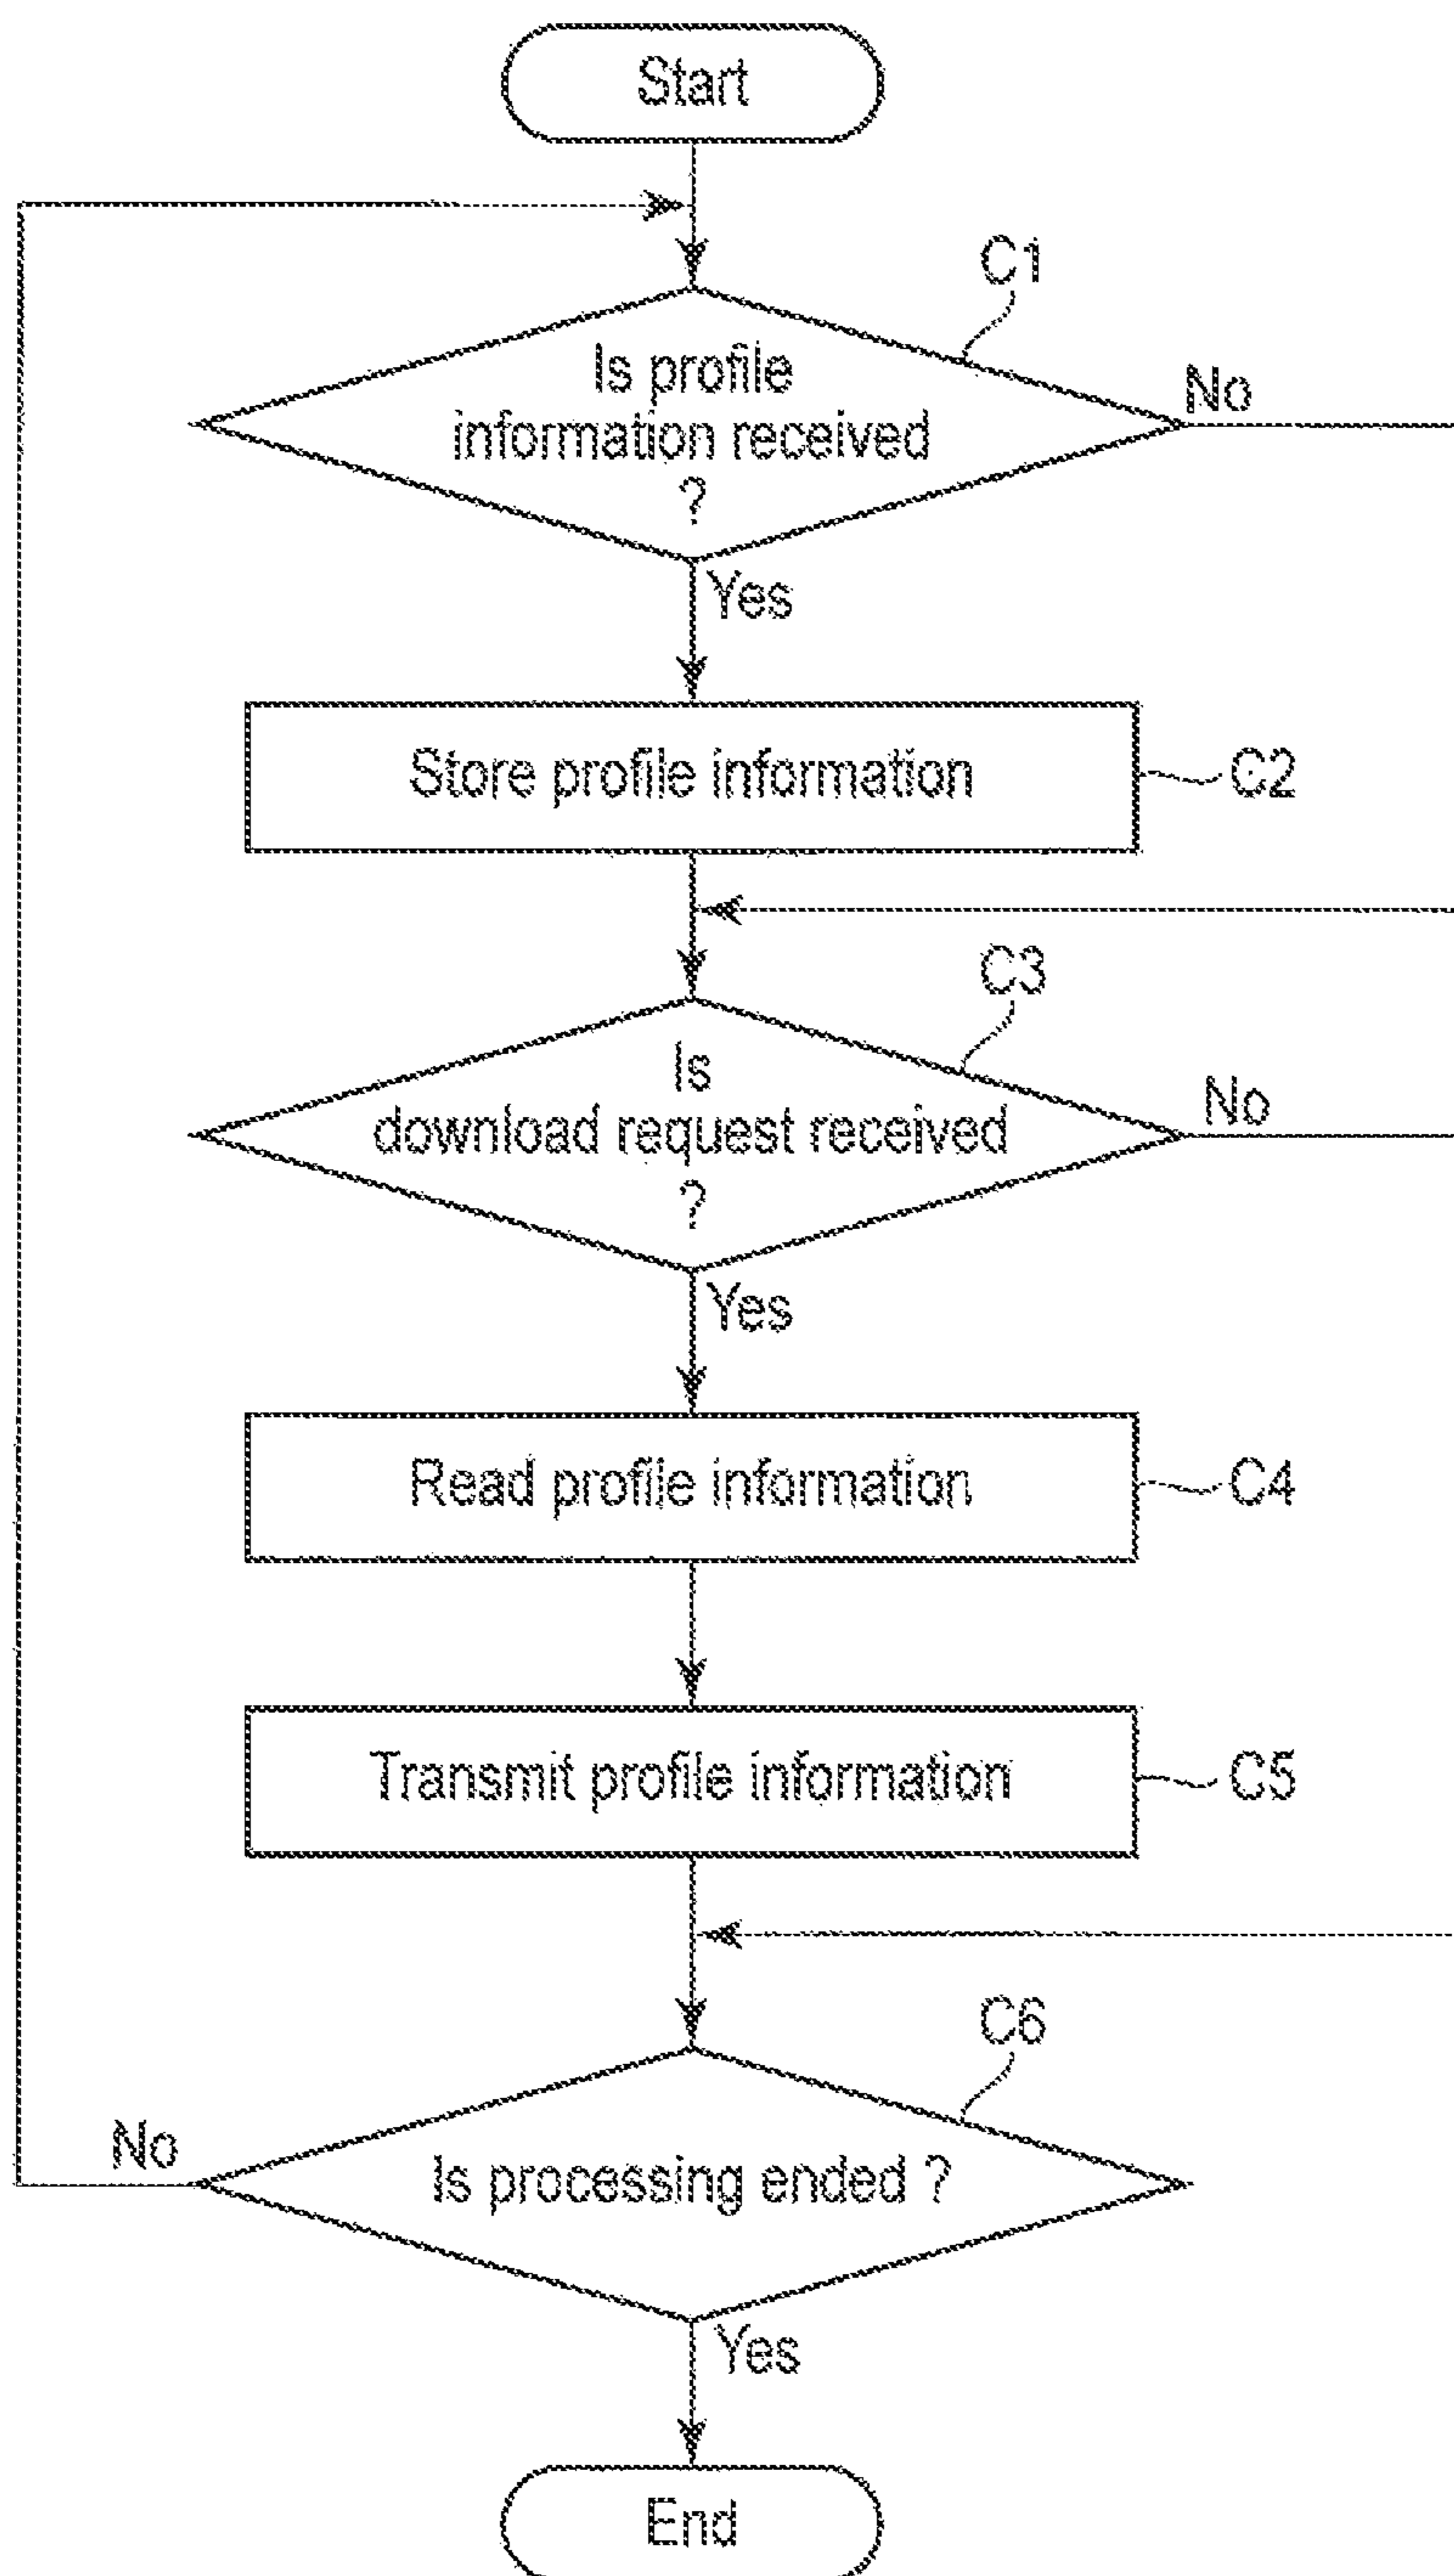 Start
C1
Is profile
information received
?
No
Yes
Store profile information
C2
C3
Is
download request received
?
No
Yes
Read profile information
C4
Transmit profile information
C5
C6
No
Is processing ended ?
Yes
End